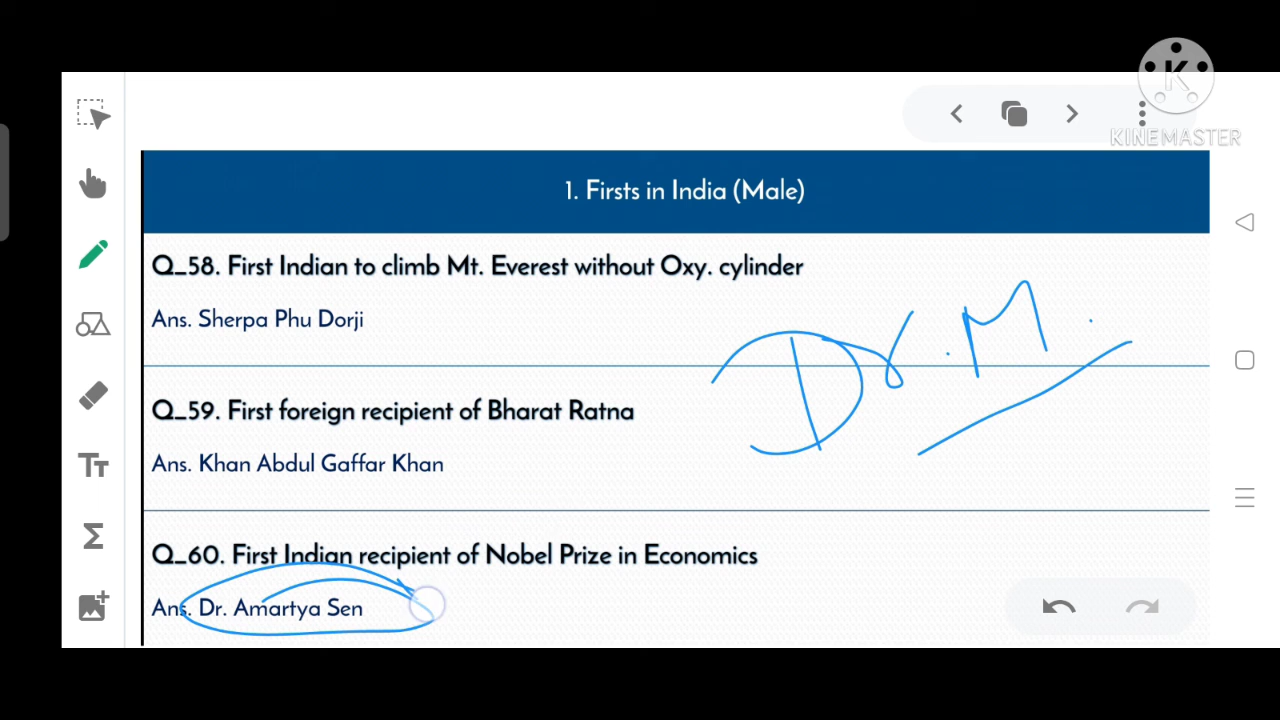 KINEMASTER
1. Firsts in India (Male)
Q_58. First Indian to climb Mt. Everest without Oxy. cylinder
Ans. Sherpa Phu Dorji
Dr. M.
Q_59. First foreign recipient of Bharat Ratna
Ans. Khan Abdul Gaffar Khan
Q_60. First Indian recipient of Nobel Prize in Economics
Ans. Dr. Amartya Sen